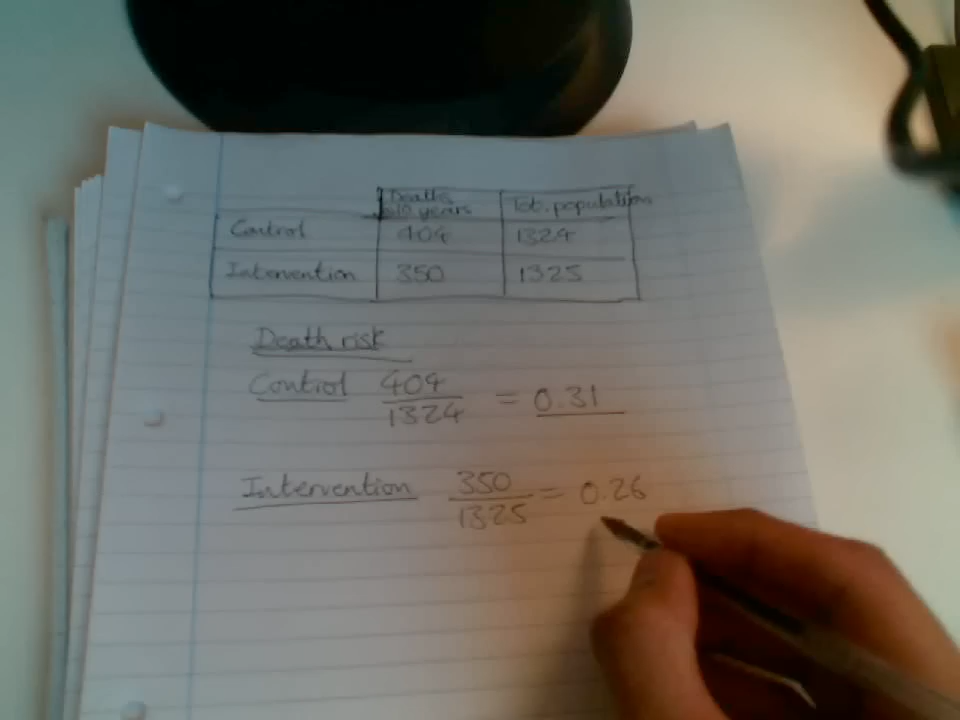 Deaths Tot. population
@10 years
Control 404 1324
Intervention 350 1325
Death risk
Control 404
1324 = 0.31
Intervention 350
1325 = 0.26